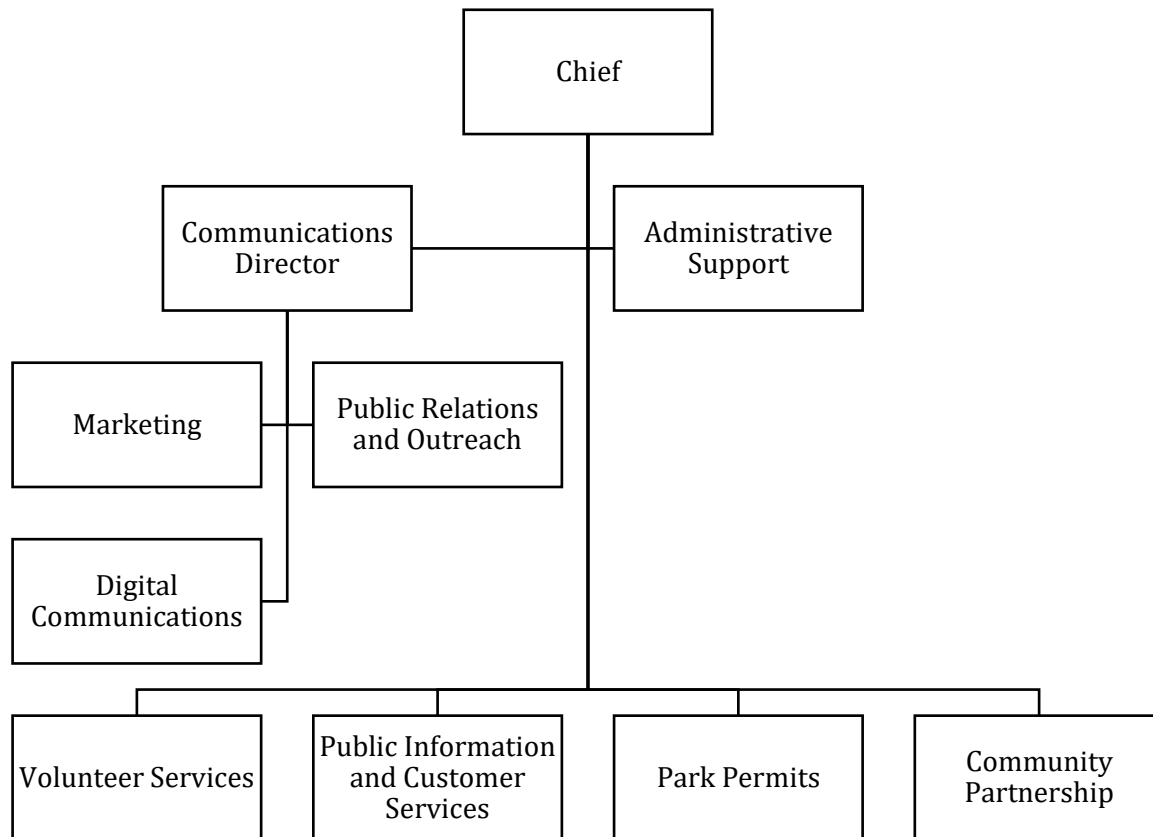 Chief
Communications
Director
Administrative
Support
Marketing
Public Relations
and Outreach
Digital
Communications
Volunteer Services
Public Information
and Customer
Services
Park Permits
Community
Partnership